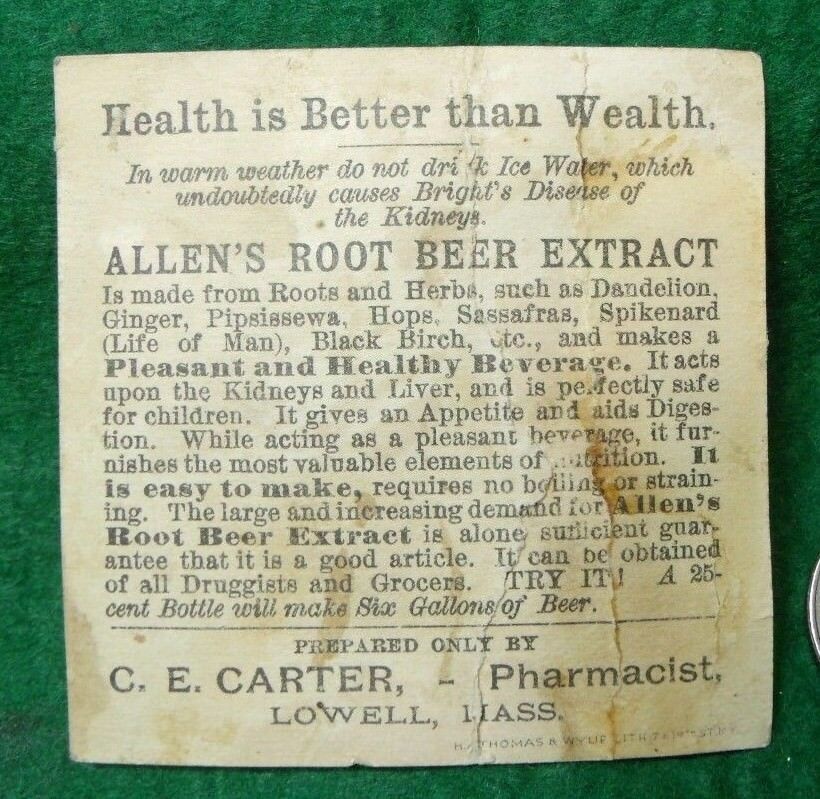 Health is Better than Wealth.
In warm weather do not drink Ice Water, which
undoubtedly causes Bright's Disease of
the Kidneys.
ALLEN'S ROOT BEER EXTRACT
Is made from Roots and Herbs, such as Dandelion,
Ginger, Pipsissewa, Hops, Sassafras, Spikenard
(Life of Man), Black Birch, etc., and makes a
Pleasant and Healthy Beverage. It acts
upon the Kidneys and Liver, and is perfectly safe
for children. It gives an Appetite and aids Diges-
tion. While acting as a pleasant beverage, it fur-
nishes the most valuable elements of nutrition. It
is easy to make, requires no boiling or strain-
ing. The large and increasing demand for Allen's
Root Beer Extract is alone sufficient guar-
antee that it is a good article. It can be obtained
of all Druggists and Grocers. TRY IT! A 25-
cent Bottle will make Six Gallons of Beer.
PREPARED ONLY BY
C. E. CARTER, - Pharmacist,
LOWELL, MASS.
THOMAS & WYLIE LITH